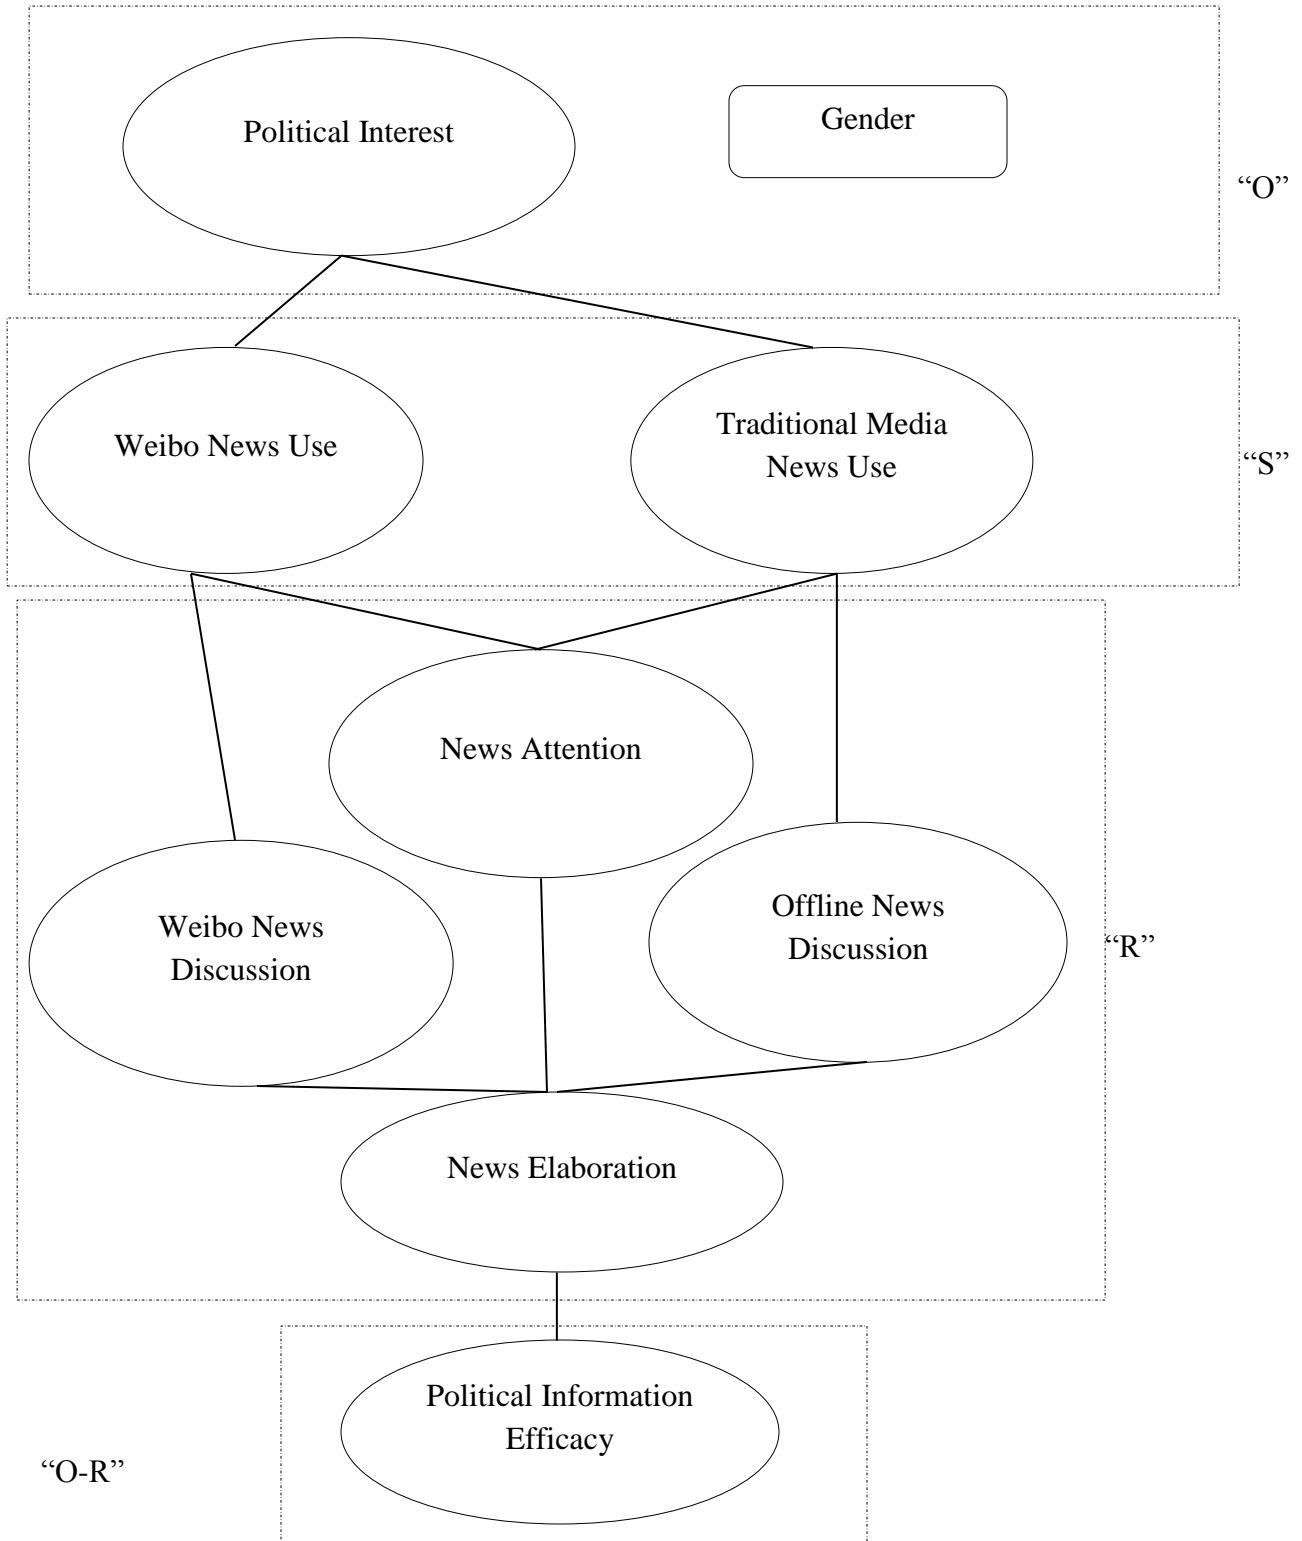 Political Interest
Gender
“O”
Weibo News Use
Traditional Media
News Use
“S”
News Attention
Weibo News
Discussion
Offline News
Discussion
“R”
News Elaboration
Political Information
Efficacy
“O-R”